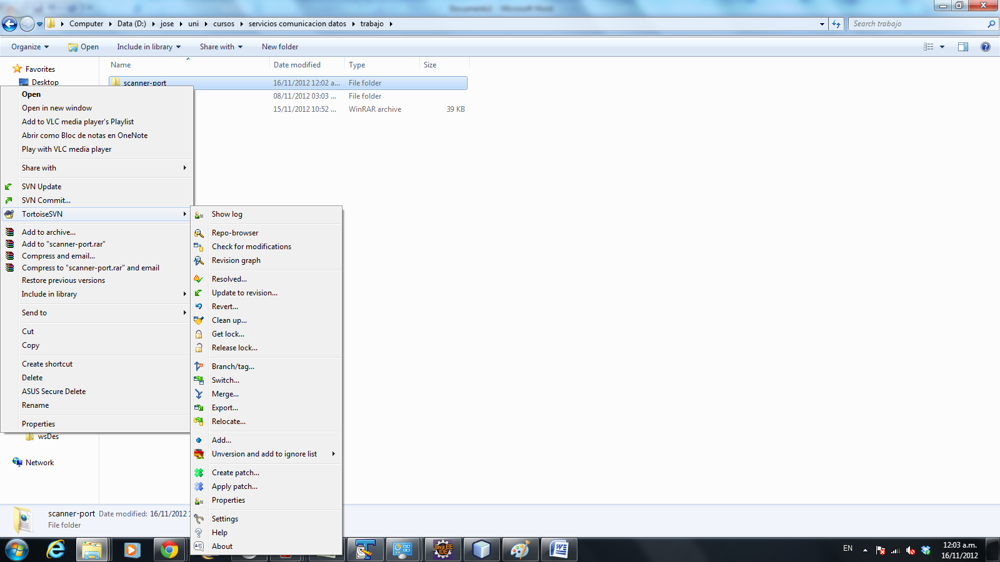 Documento1 - Microsoft Word
Computer Data (D:) jose uni cursos servicios comunicacion datos trabajo
Search trabajo
Organize Open Include in library Share with New folder
Name Date modified Type Size
Favorites
Desktop
scanner-port 16/11/2012 12:02 a... File folder
08/11/2012 03:03 ... File folder
15/11/2012 10:52 ... WinRAR archive 39 KB
Open
Open in new window
Add to VLC media player's Playlist
Abrir como Bloc de notas en OneNote
Play with VLC media player
Share with
SVN Update
SVN Commit...
TortoiseSVN
Add to archive...
Add to "scanner-port.rar"
Compress and email...
Compress to "scanner-port.rar" and email
Restore previous versions
Include in library
Send to
Cut
Copy
Create shortcut
Delete
ASUS Secure Delete
Rename
Properties
Show log
Repo-browser
Check for modifications
Revision graph
Resolved...
Update to revision...
Revert...
Clean up...
Get lock...
Release lock...
Branch/tag...
Switch...
Merge...
Export...
Relocate...
Add...
Unversion and add to ignore list
Create patch...
Apply patch...
Properties
Settings
Help
About
wsDes
Network
scanner-port Date modified: 16/11/2012 1
File folder
Java EE
IDE
EN
12:03 a.m.
16/11/2012